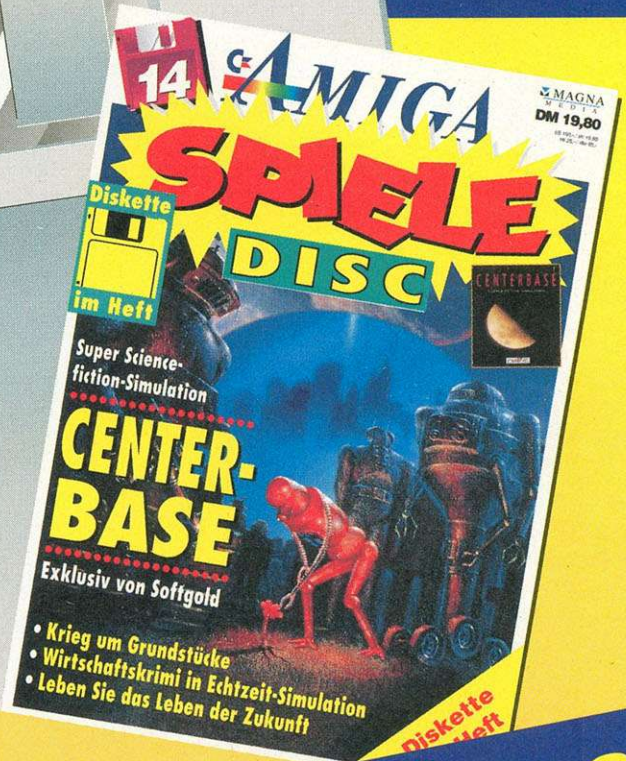 14
AMIGA
MAGNA
MEDIA
DM 19,80
SPIELE
DISC
Diskette
im Heft
CENTERBASE
Super Science-
fiction-Simulation
CENTER-
BASE
Exklusiv von Softgold
• Krieg um Grundstücke
• Wirtschaftskrimi in Echtzeit-Simulation
• Leben Sie das Leben der Zukunft
Diskette
Heft